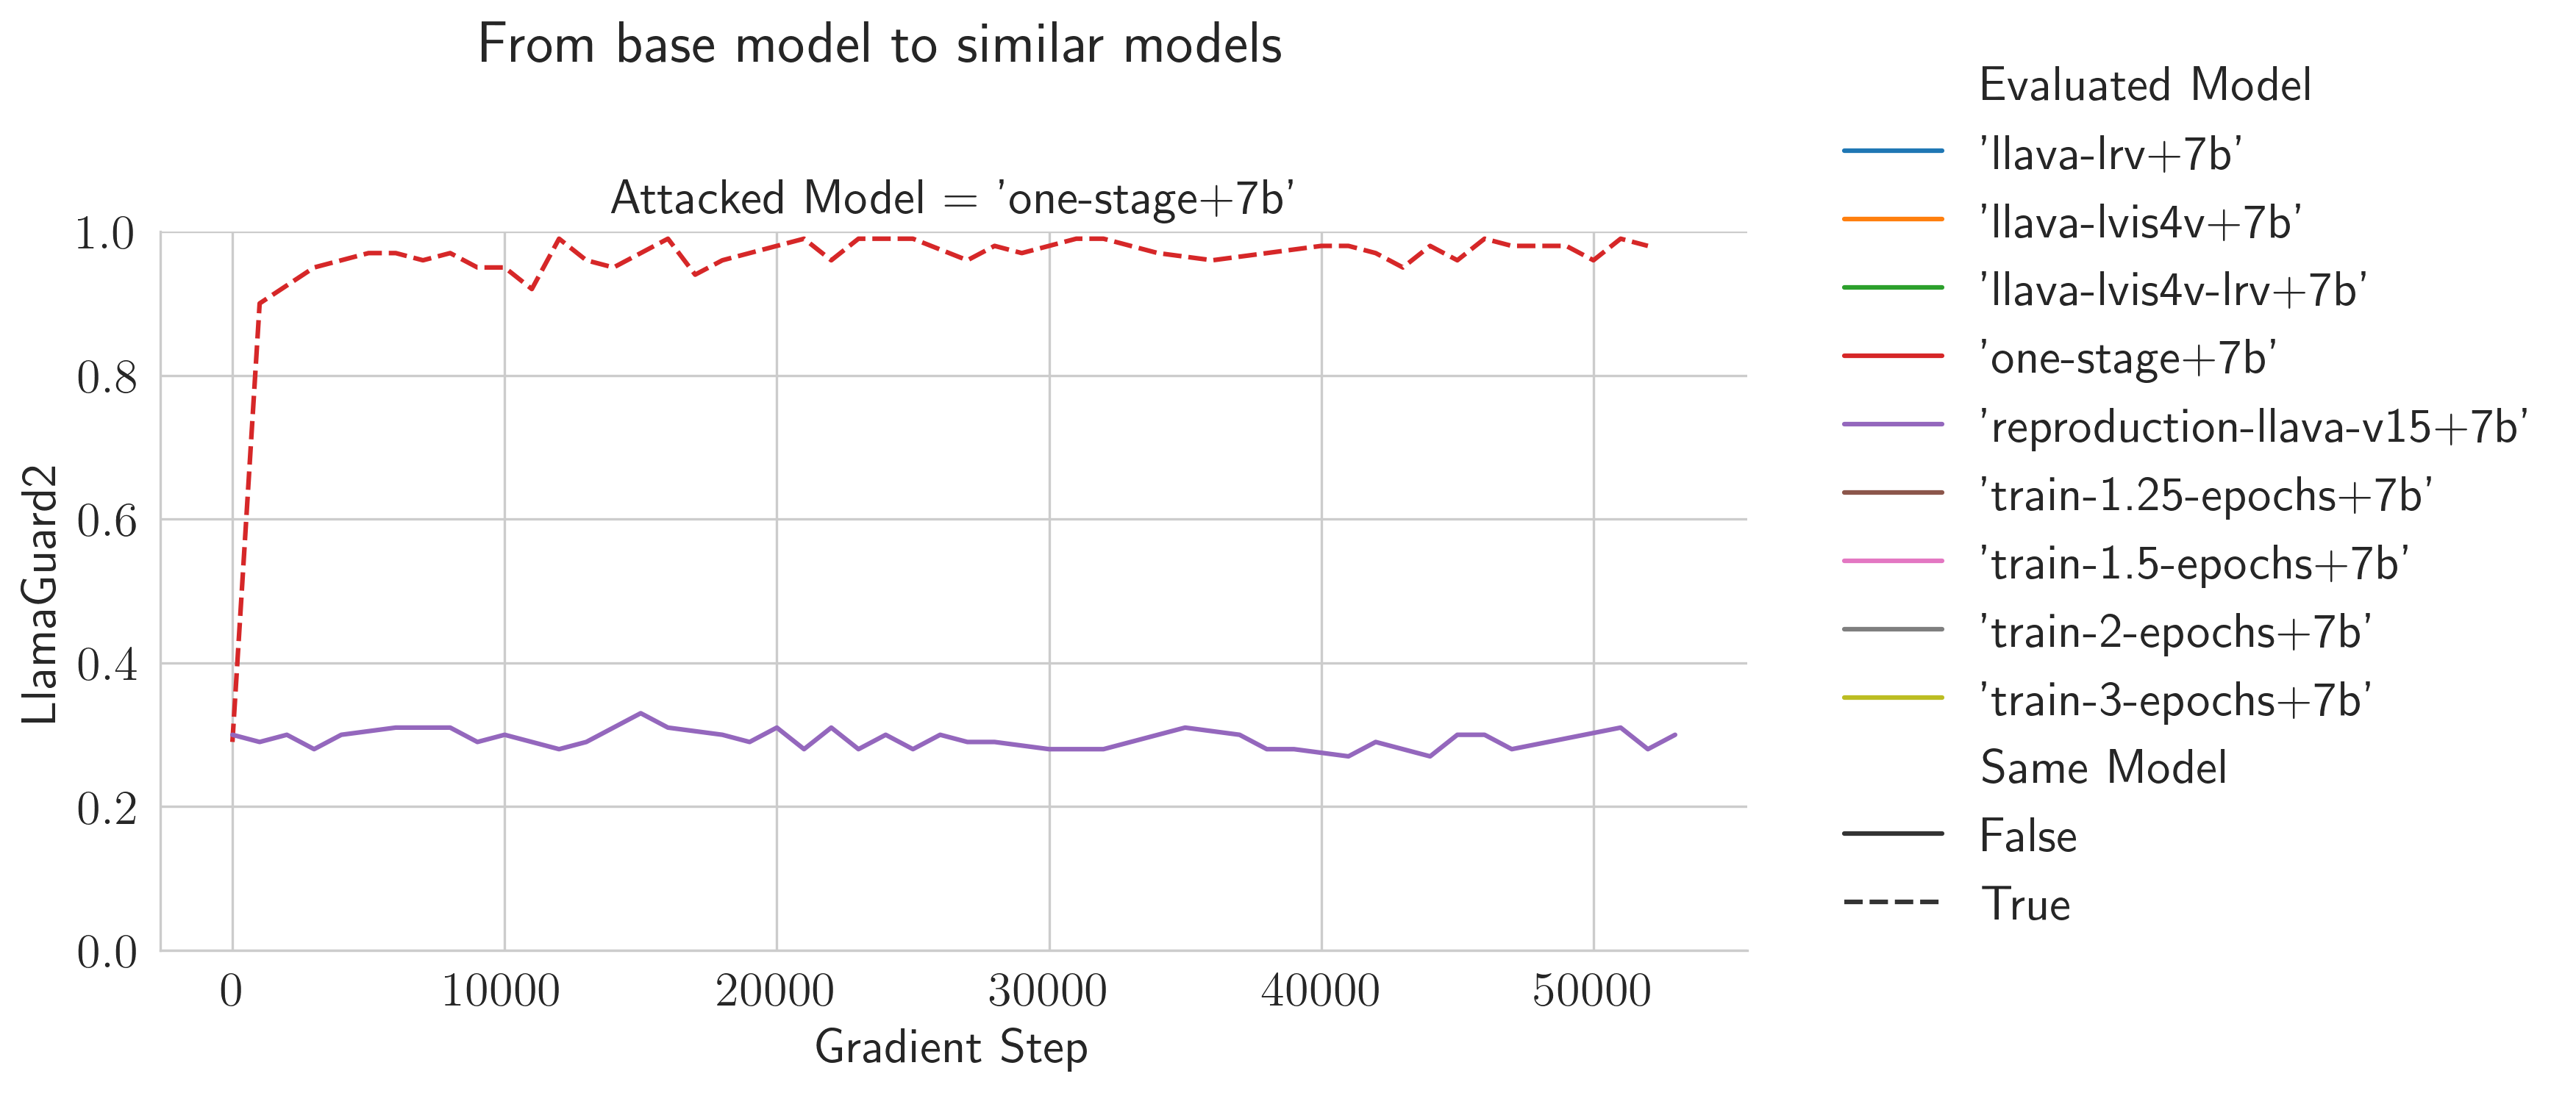 From base model to similar models
Attacked Model = 'one-stage+7b'
1.0
0.8
0.6
0.4
0.2
0.0
LlamaGuard2
0 10000 20000 30000 40000 50000
Gradient Step
Evaluated Model
'llava-lrv+7b'
'llava-lvis4v+7b'
'llava-lvis4v-lrv+7b'
'one-stage+7b'
'reproduction-llava-v15+7b'
'train-1.25-epochs+7b'
'train-1.5-epochs+7b'
'train-2-epochs+7b'
'train-3-epochs+7b'
Same Model
False
True